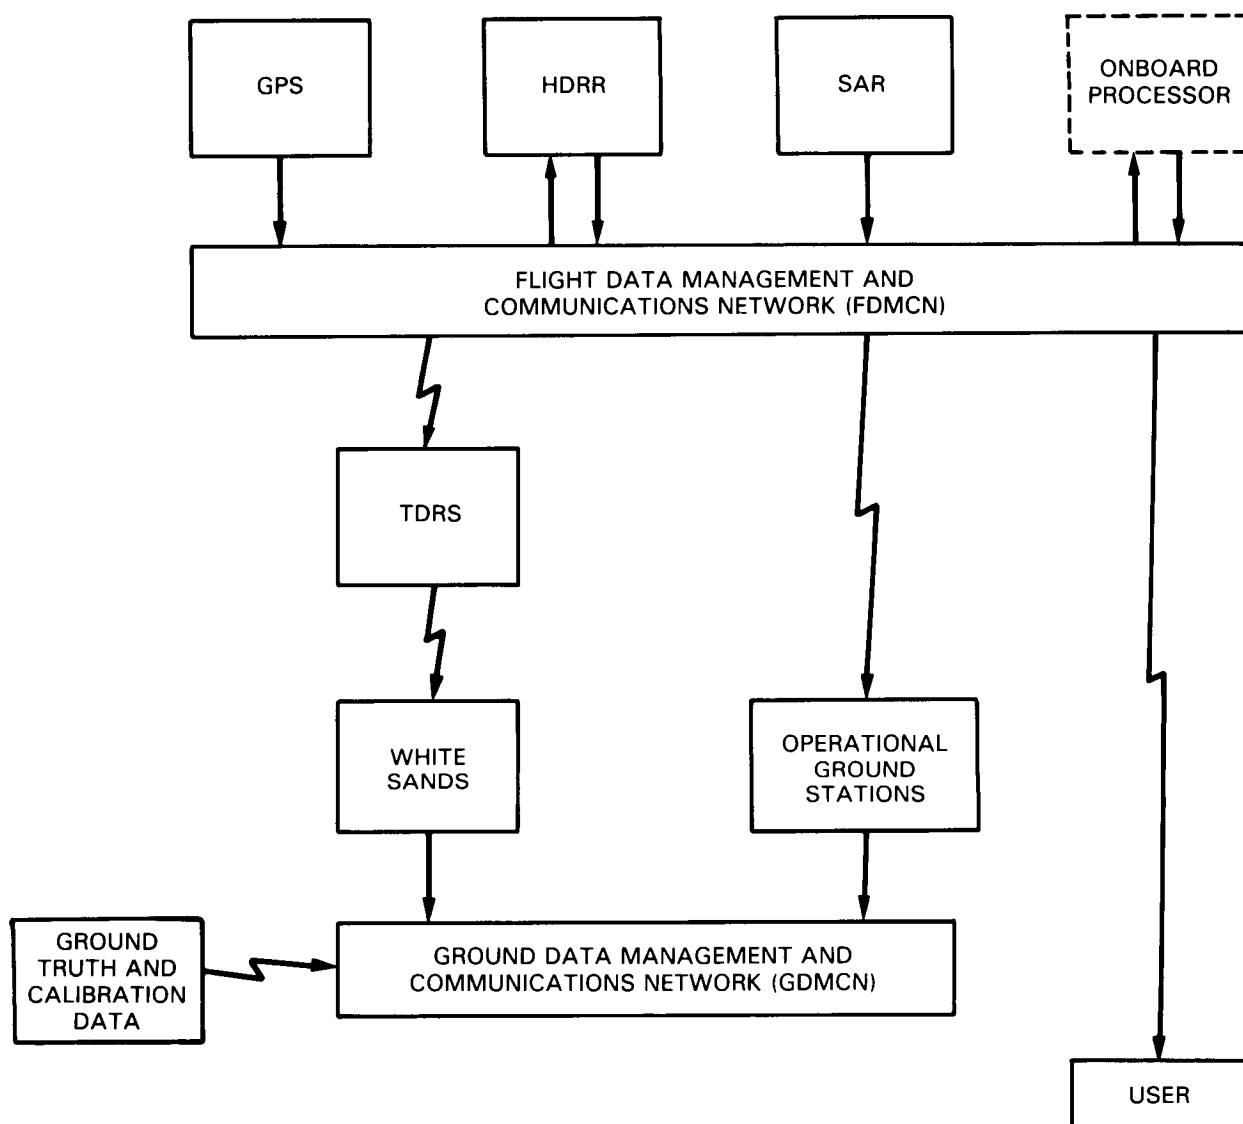 GPS
HDRR
SAR
ONBOARD
PROCESSOR
FLIGHT DATA MANAGEMENT AND
COMMUNICATIONS NETWORK (FDMCN)
TDRS
WHITE
SANDS
OPERATIONAL
GROUND
STATIONS
GROUND
TRUTH AND
CALIBRATION
DATA
GROUND DATA MANAGEMENT AND
COMMUNICATIONS NETWORK (GDMCN)
USER